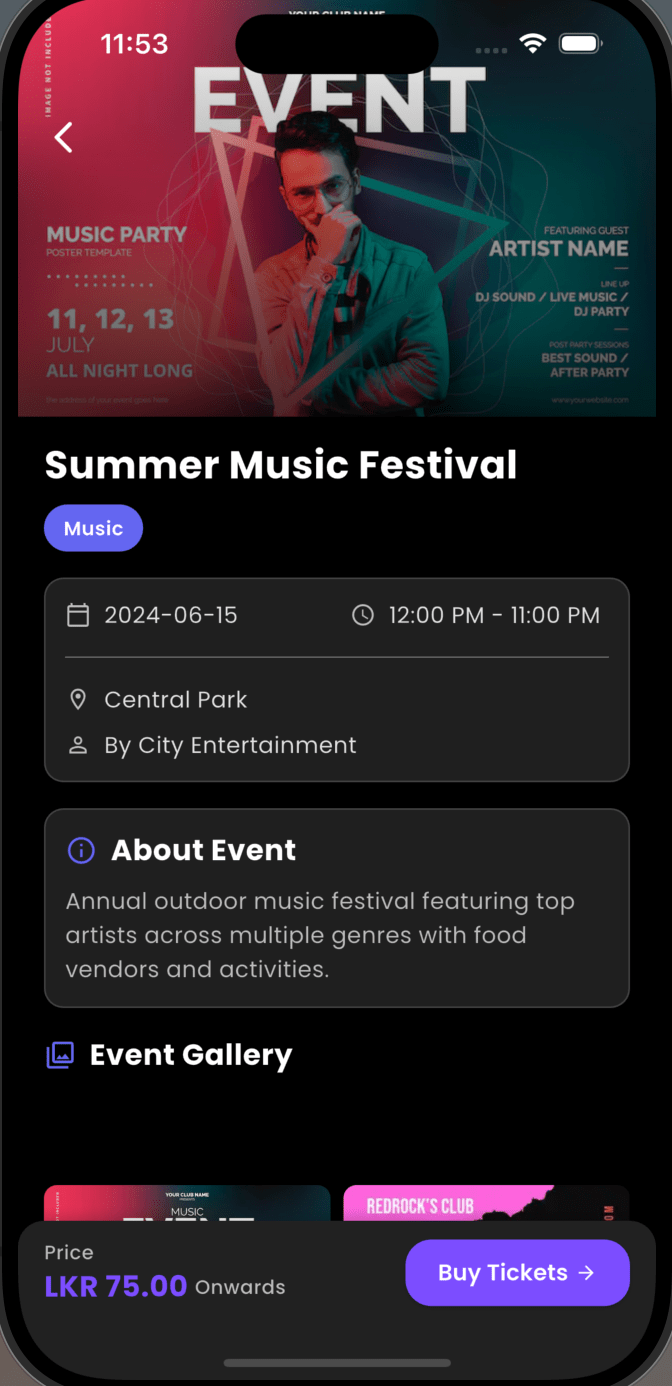 11:53
YOUR CLUB NAME
EVENT
MUSIC PARTY
POSTER TEMPLATE
11, 12, 13
JULY
ALL NIGHT LONG
the address of your event goes here
FEATURING GUEST
ARTIST NAME
LINE UP
DJ SOUND / LIVE MUSIC /
DJ PARTY
POST PARTY SESSIONS
BEST SOUND /
AFTER PARTY
www.yourwebsite.com
IMAGE NOT INCLUDE
Summer Music Festival
Music
2024-06-15
12:00 PM - 11:00 PM
Central Park
By City Entertainment
About Event
Annual outdoor music festival featuring top
artists across multiple genres with food
vendors and activities.
Event Gallery
YOUR CLUB NAME
PRESENTS
MUSIC
EVENT
REDROCK'S CLUB
Price
LKR 75.00 Onwards
Buy Tickets →